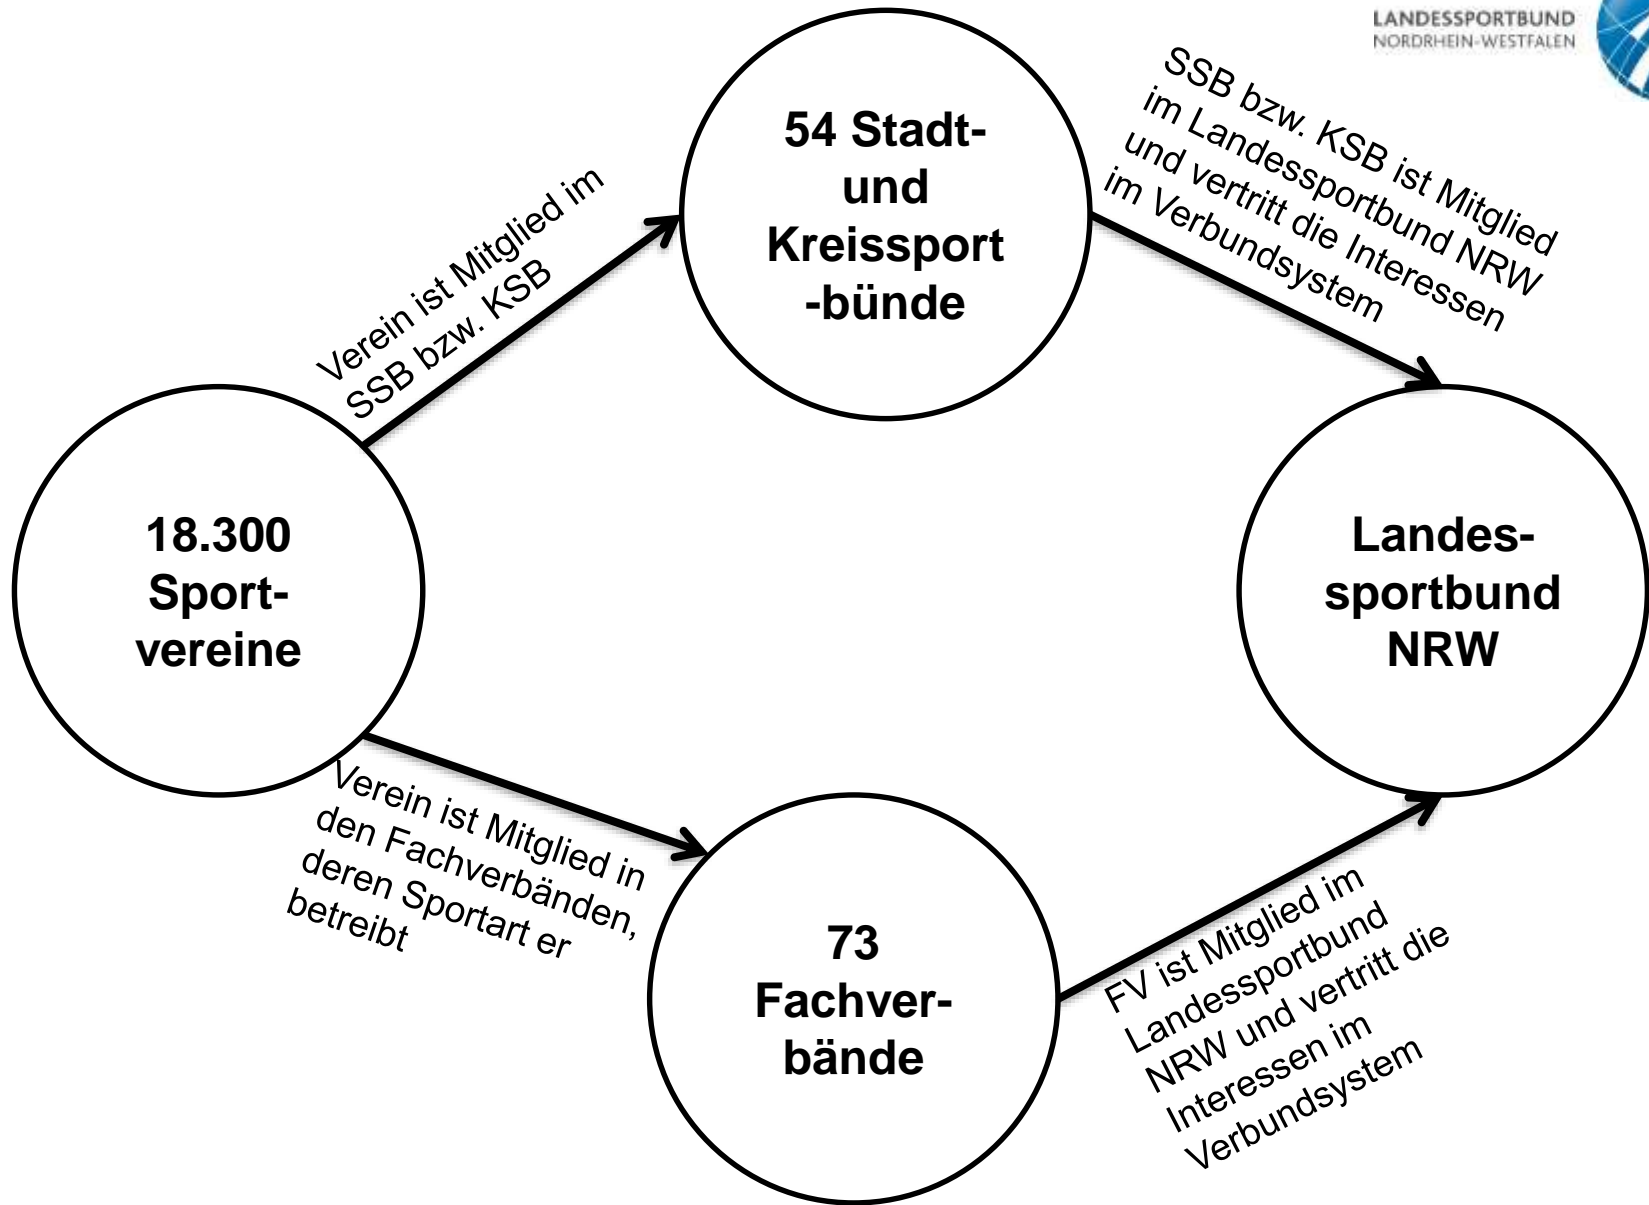 LANDESSPORTBUND
NORDRHEIN-WESTFALEN
54 Stadt-
und
Kreissport
-bünde
SSB bzw. KSB ist Mitglied
im Landessportbund NRW
und vertritt die Interessen
im Verbundsystem
Verein ist Mitglied im
SSB bzw. KSB
18.300
Sport-
vereine
Landes-
sportbund
NRW
Verein ist Mitglied in
den Fachverbänden,
deren Sportart er
betreibt
73
Fachver-
bände
FV ist Mitglied im
Landessportbund
NRW und vertritt die
Interessen im
Verbundsystem